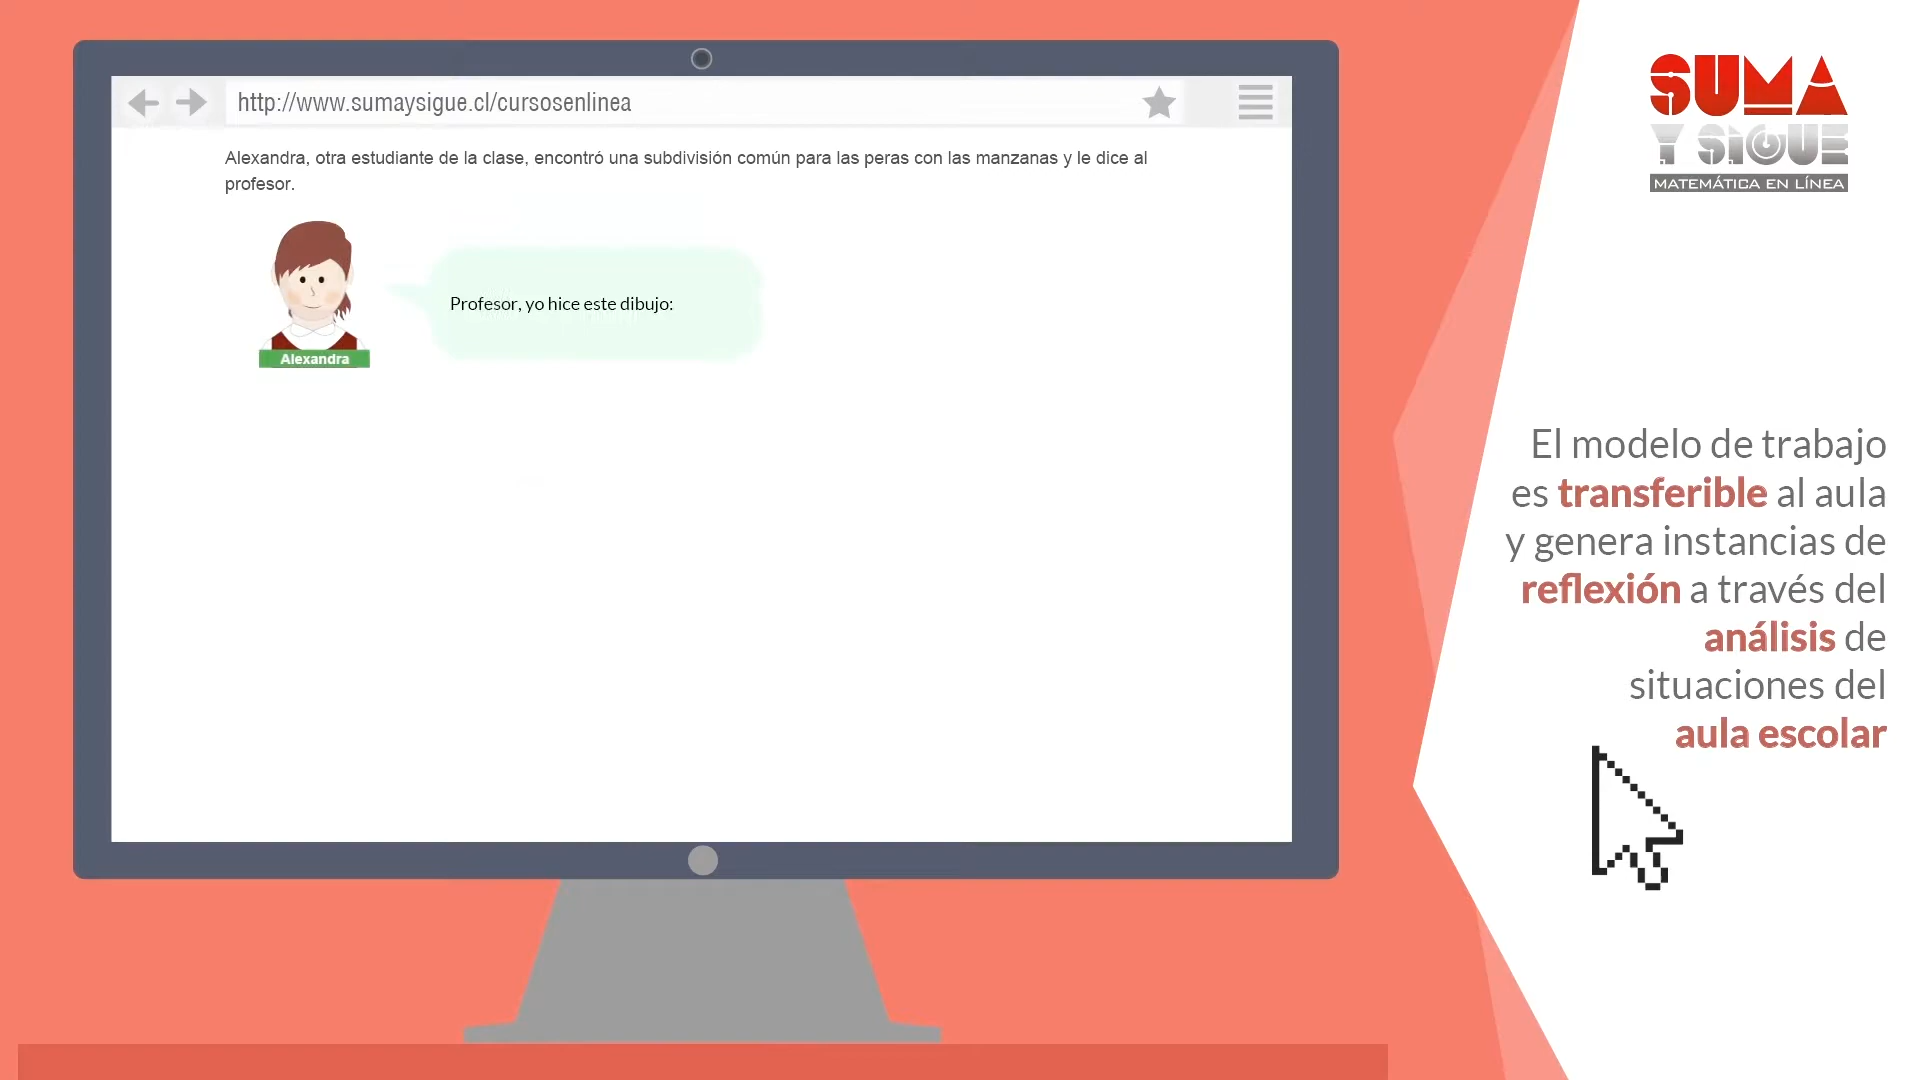 http://www.sumaysigue.cl/cursosenlinea
Alexandra, otra estudiante de la clase, encontró una subdivisión común para las peras con las manzanas y le dice al
profesor.
Profesor, yo hice este dibujo:
Alexandra
SUMA
Y SIGUE
MATEMÁTICA EN LÍNEA
El modelo de trabajo
es transferible al aula
y genera instancias de
reflexión a través del
análisis de
situaciones del
aula escolar